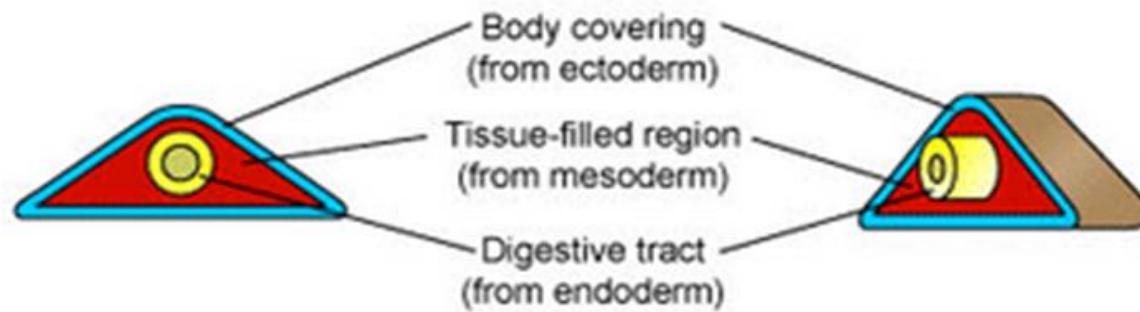 Body covering
(from ectoderm)
Tissue-filled region
(from mesoderm)
Digestive tract
(from endoderm)